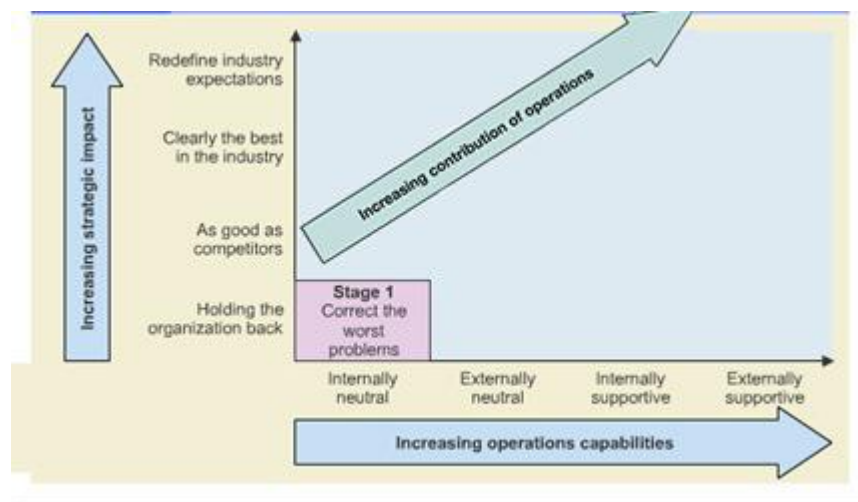 Redefine industry
expectations
Clearly the best
in the industry
As good as
competitors
Holding the
organization back
Increasing strategic impact
Increasing contribution of operations
Stage 1
Correct the
worst
problems
Internally
neutral
Externally
neutral
Internally
supportive
Externally
supportive
Increasing operations capabilities